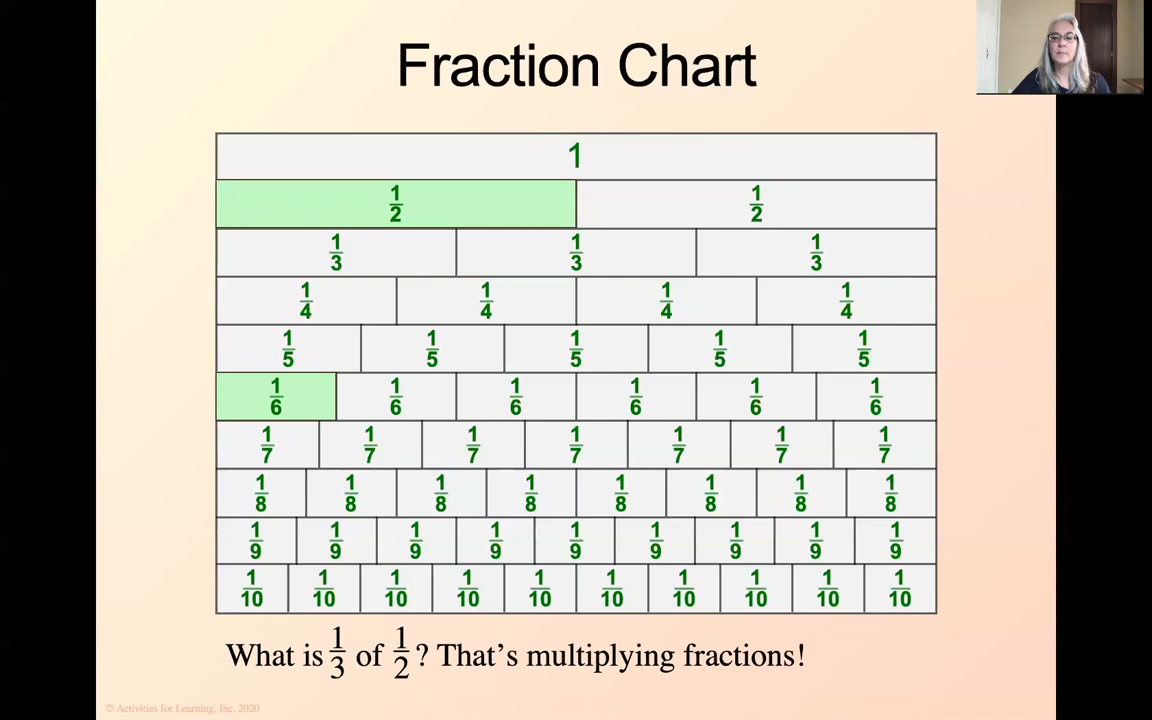 Fraction Chart
1
1/2 1/2
1/3 1/3 1/3
1/4 1/4 1/4 1/4
1/5 1/5 1/5 1/5 1/5
1/6 1/6 1/6 1/6 1/6 1/6
1/7 1/7 1/7 1/7 1/7 1/7 1/7
1/8 1/8 1/8 1/8 1/8 1/8 1/8 1/8
1/9 1/9 1/9 1/9 1/9 1/9 1/9 1/9 1/9
1/10 1/10 1/10 1/10 1/10 1/10 1/10 1/10 1/10 1/10
What is 1/3 of 1/2? That’s multiplying fractions!
© Activities for Learning, Inc. 2020